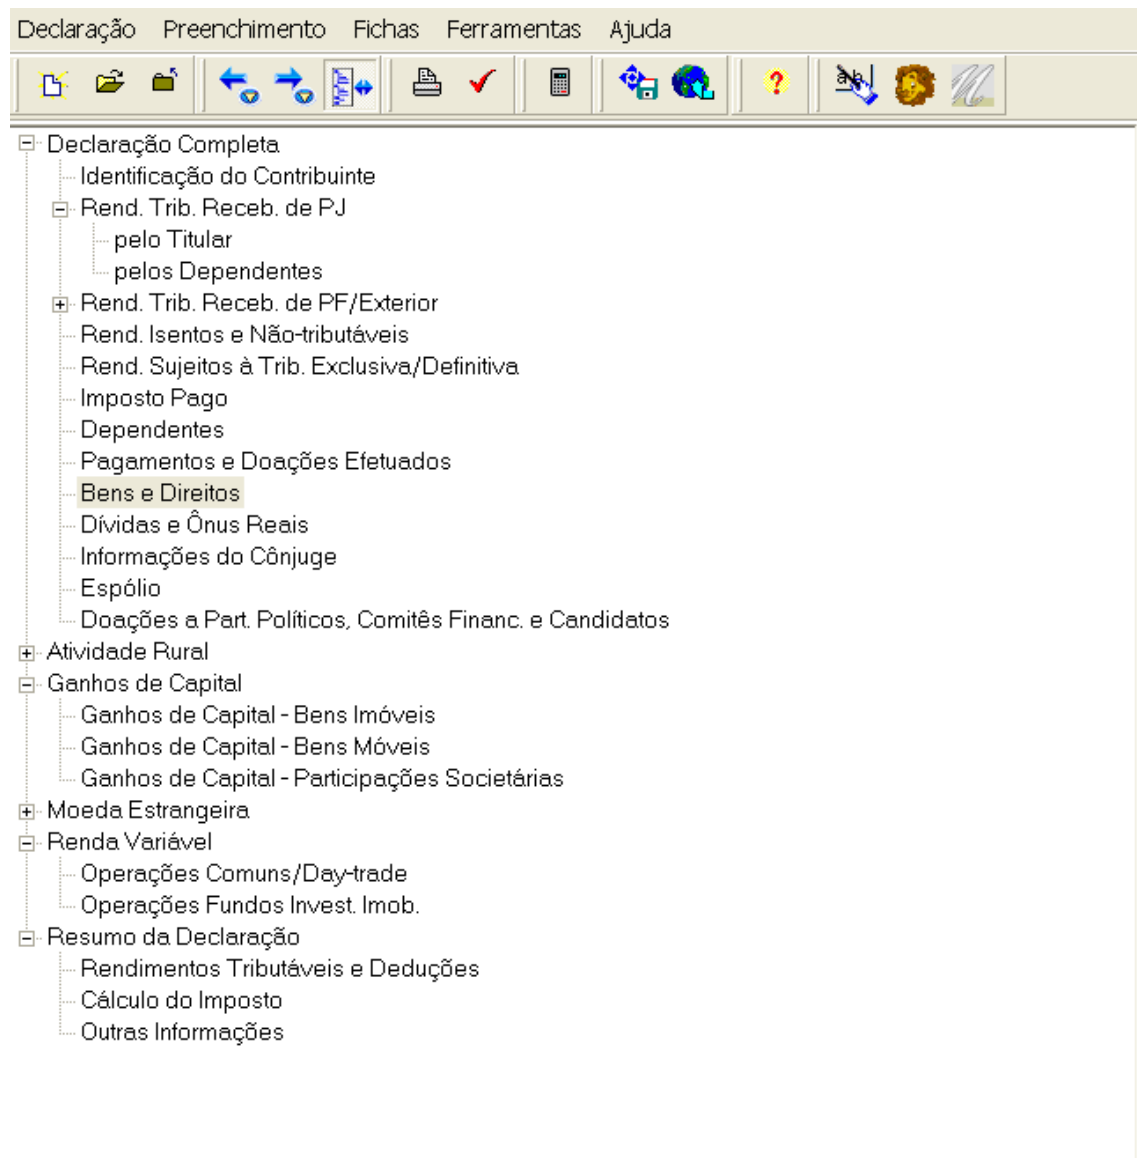 Declaração Preenchimento Fichas Ferramentas Ajuda
Declaração Completa
Identificação do Contribuinte
Rend. Trib. Receb. de PJ
pelo Titular
pelos Dependentes
Rend. Trib. Receb. de PF/Exterior
Rend. Isentos e Não-tributáveis
Rend. Sujeitos à Trib. Exclusiva/Definitiva
Imposto Pago
Dependentes
Pagamentos e Doações Efetuados
Bens e Direitos
Dívidas e Ônus Reais
Informações do Cônjuge
Espólio
Doações a Part. Políticos, Comitês Financ. e Candidatos
Atividade Rural
Ganhos de Capital
Ganhos de Capital - Bens Imóveis
Ganhos de Capital - Bens Móveis
Ganhos de Capital - Participações Societárias
Moeda Estrangeira
Renda Variável
Operações Comuns/Day-trade
Operações Fundos Invest. Imob.
Resumo da Declaração
Rendimentos Tributáveis e Deduções
Cálculo do Imposto
Outras Informações